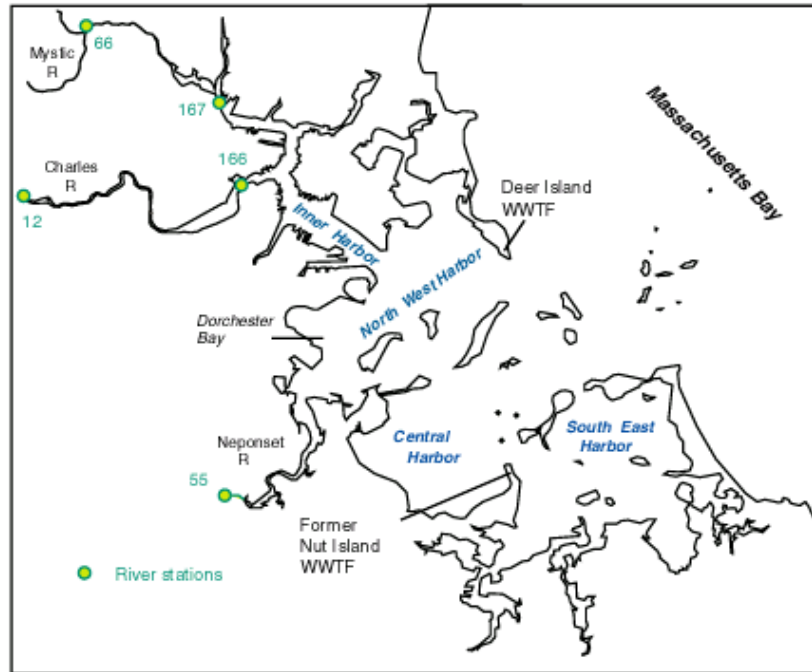 66
Mystic
R
167
Massachusetts Bay
166
Charles
R
12
Deer Island
WWTF
Inner Harbor
North West Harbor
Dorchester
Bay
Neponset
R
Central
Harbor
South East
Harbor
55
Former
Nut Island
WWTF
River stations